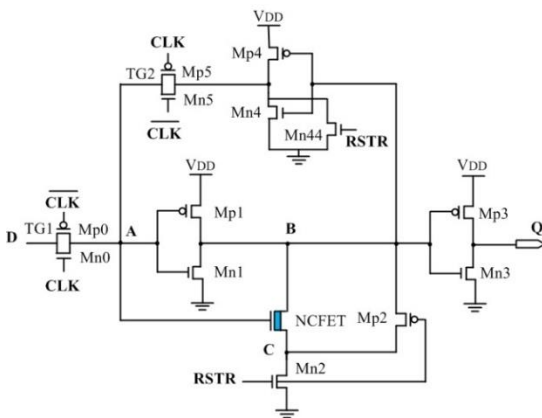 VDD
CLK
Mp4
TG2
Mp5
Mn5
Mn4
CLK
Mn44
RSTR
VDD
VDD
CLK
Mp1
Mp3
D
TG1
Mp0
A
B
Q
Mn0
Mn1
Mn3
CLK
NCFET
Mp2
C
Mn2
RSTR